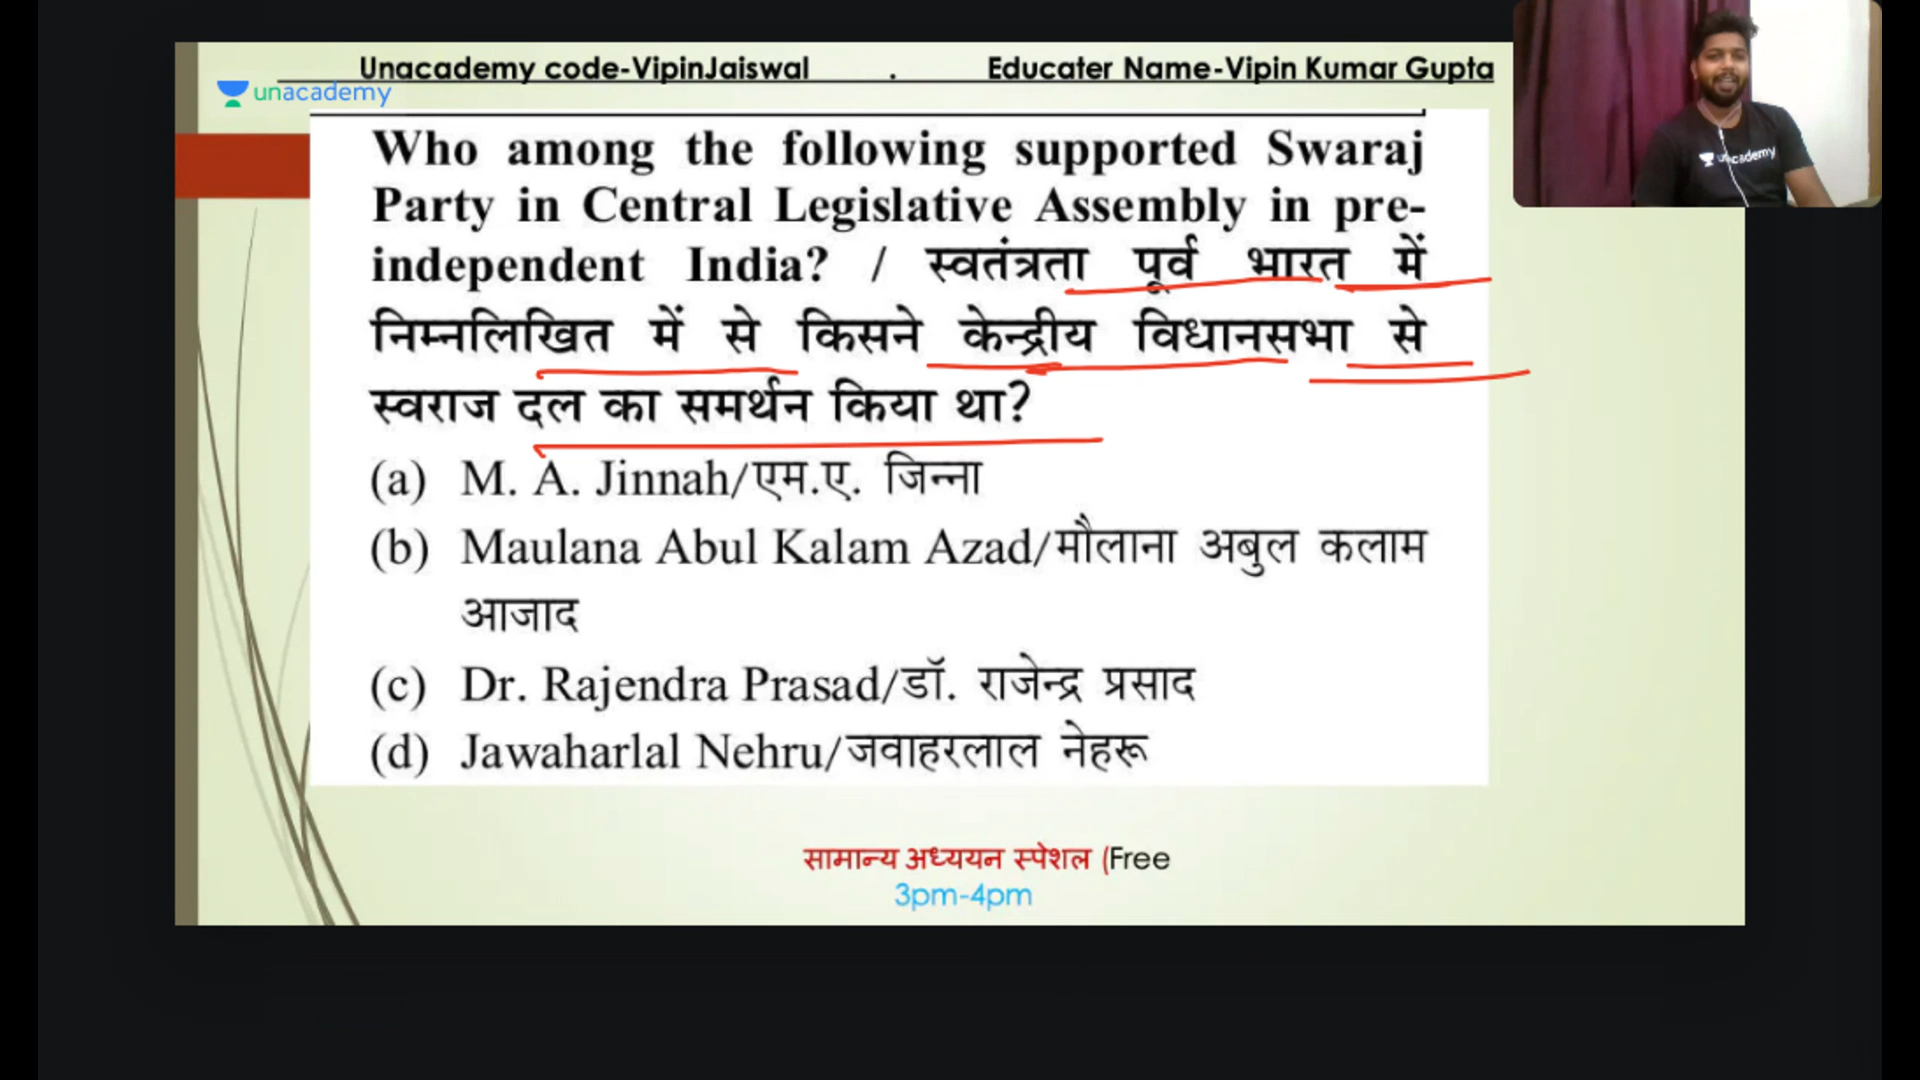 Unacademy code-VipinJaiswal . Educater Name-Vipin Kumar Gupta
unacademy
Who among the following supported Swaraj
Party in Central Legislative Assembly in pre-
independent India? / स्वतंत्रता पूर्व भारत में
निम्नलिखित में से किसने केन्द्रीय विधानसभा से
स्वराज दल का समर्थन किया था?
(a) M. A. Jinnah/एम.ए. जिन्ना
(b) Maulana Abul Kalam Azad/मौलाना अबुल कलाम
आजाद
(c) Dr. Rajendra Prasad/डॉ. राजेन्द्र प्रसाद
(d) Jawaharlal Nehru/जवाहरलाल नेहरू
सामान्य अध्ययन स्पेशल (Free
3pm-4pm
unacademy